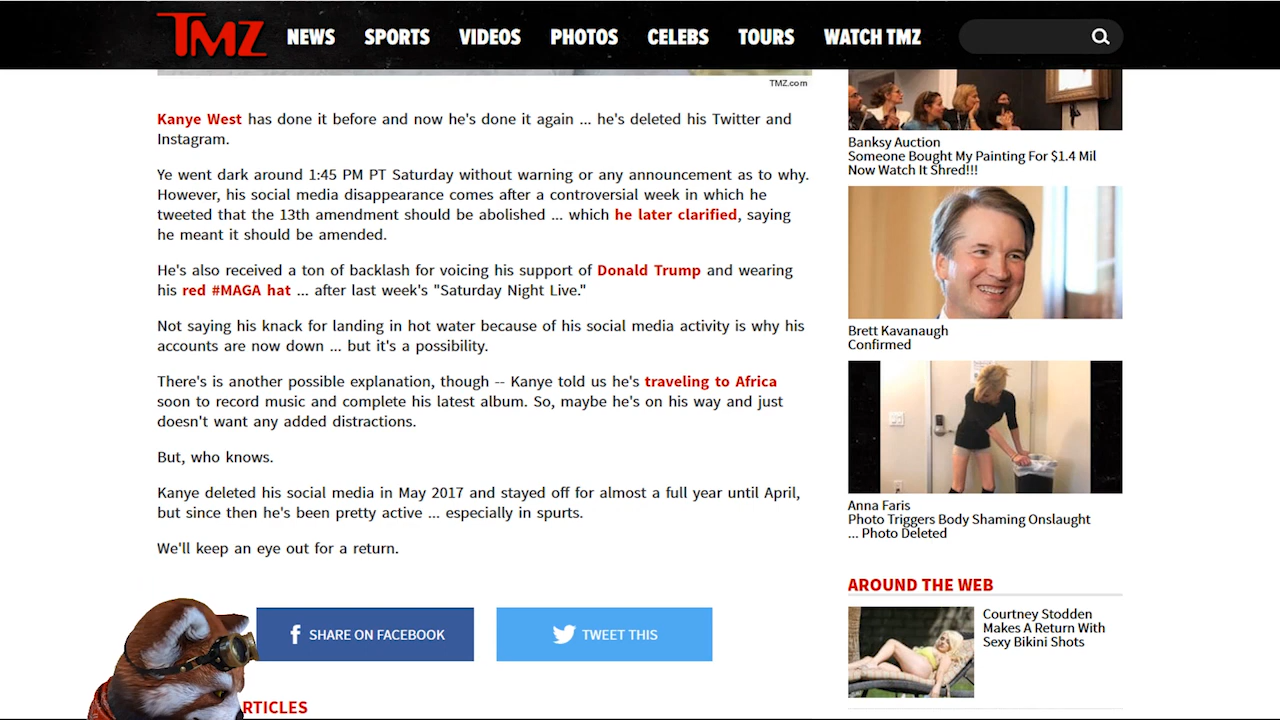 TMZ NEWS SPORTS VIDEOS PHOTOS CELEBS TOURS WATCH TMZ
TMZ.com
Kanye West has done it before and now he's done it again ... he's deleted his Twitter and
Instagram.
Ye went dark around 1:45 PM PT Saturday without warning or any announcement as to why.
However, his social media disappearance comes after a controversial week in which he
tweeted that the 13th amendment should be abolished ... which he later clarified, saying
he meant it should be amended.
He's also received a ton of backlash for voicing his support of Donald Trump and wearing
his red #MAGA hat ... after last week's "Saturday Night Live."
Not saying his knack for landing in hot water because of his social media activity is why his
accounts are now down ... but it's a possibility.
There's is another possible explanation, though -- Kanye told us he's traveling to Africa
soon to record music and complete his latest album. So, maybe he's on his way and just
doesn't want any added distractions.
But, who knows.
Kanye deleted his social media in May 2017 and stayed off for almost a full year until April,
but since then he's been pretty active ... especially in spurts.
We'll keep an eye out for a return.
SHARE ON FACEBOOK
TWEET THIS
RTICLES
Banksy Auction
Someone Bought My Painting For $1.4 Mil
Now Watch It Shred!!!
Brett Kavanaugh
Confirmed
Anna Faris
Photo Triggers Body Shaming Onslaught
... Photo Deleted
AROUND THE WEB
Courtney Stodden
Makes A Return With
Sexy Bikini Shots